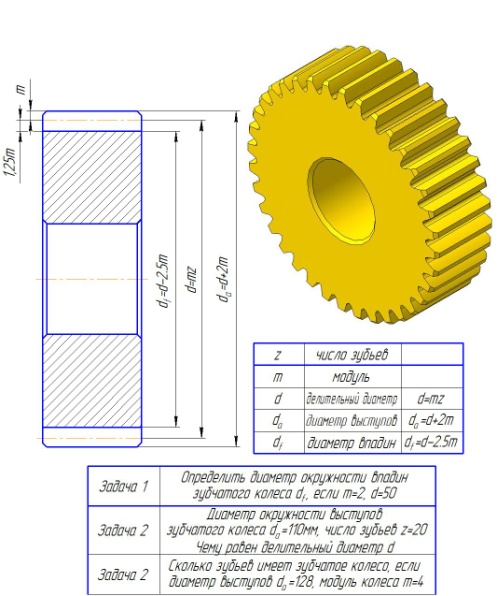 m
1,25m
d_f=d-2.5m
d=mz
d_a=d+2m
z число зубьев
m модуль
d делительный диаметр d=mz
d_a диаметр выступов d_a=d+2m
d_f диаметр впадин d_f=d-2.5m
Задача 1 Определить диаметр окружности впадин
зубчатого колеса d_f, если m=2, d=50
Задача 2 Диаметр окружности выступов
зубчатого колеса d_a=110мм, число зубьев z=20
Чему равен делительный диаметр d
Задача 2 Сколько зубьев имеет зубчатое колесо, если
диаметр выступов d_a=128, модуль колеса m=4